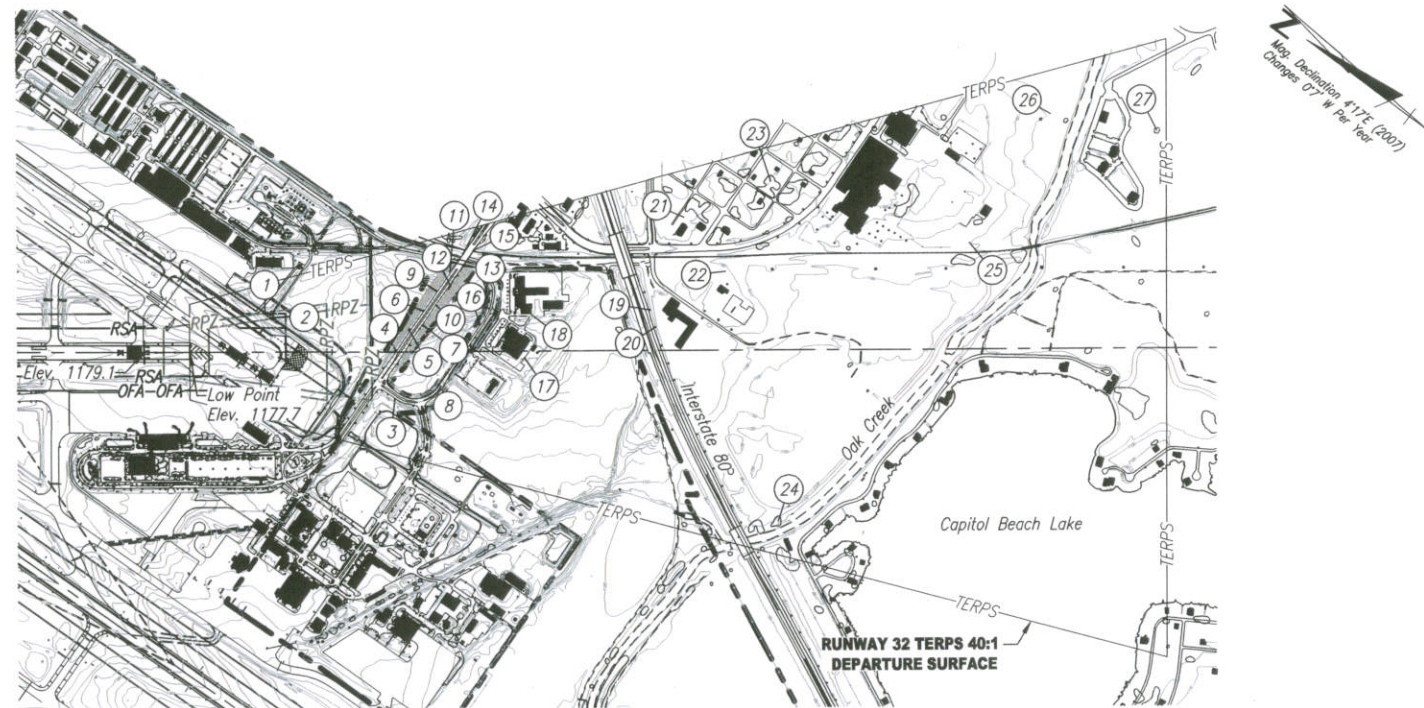 Z
Mag. Declination 4°17'E (2007)
Changes 0°7' W Per Year
TERPS
26
27
23
TERPS
14
11
21
15
12
13
9
TERPS
1
6
16
22
25
2
RPZ
RPZ
4
10
18
19
RSA
RPZ
5
7
20
Elev. 1179.1
RSA
OFA-OFA
Low Point
Elev. 1177.7
RPZ
17
8
3
Interstate 80°
Oak Creek
24
TERPS
Capitol Beach Lake
TERPS
TERPS
RUNWAY 32 TERPS 40:1
DEPARTURE SURFACE